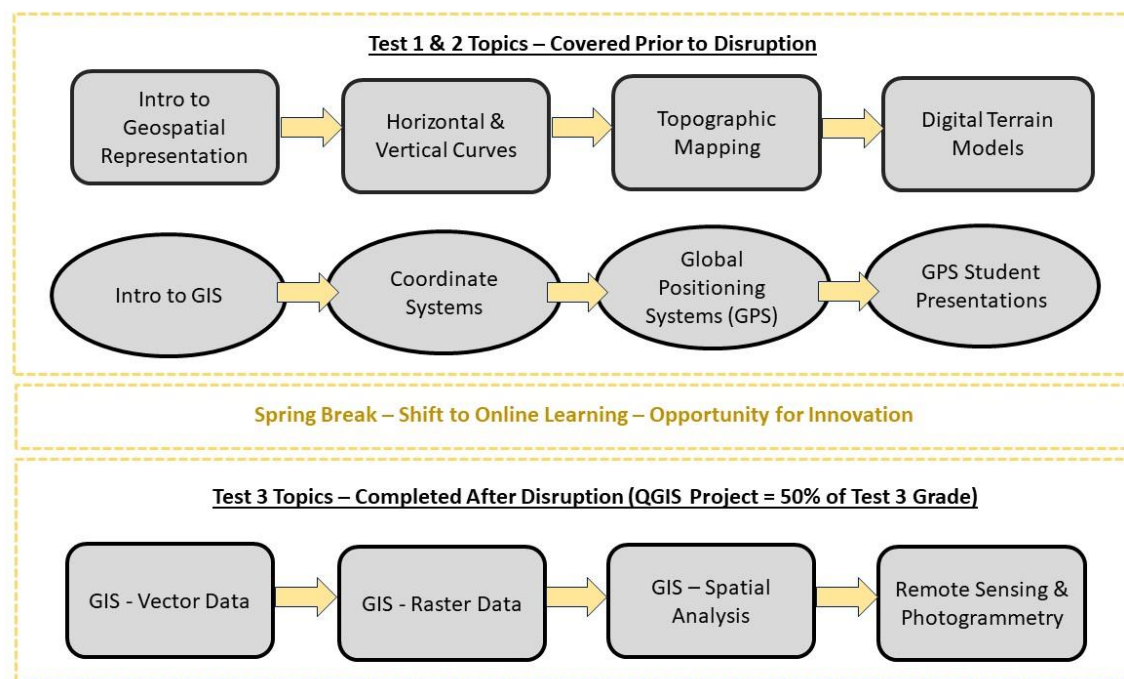 Test 1 & 2 Topics – Covered Prior to Disruption
Intro to
Geospatial
Representation
Horizontal &
Vertical Curves
Topographic
Mapping
Digital Terrain
Models
Intro to GIS
Coordinate
Systems
Global
Positioning
Systems (GPS)
GPS Student
Presentations
Spring Break – Shift to Online Learning – Opportunity for Innovation
Test 3 Topics – Completed After Disruption (QGIS Project = 50% of Test 3 Grade)
GIS - Vector Data
GIS - Raster Data
GIS – Spatial
Analysis
Remote Sensing &
Photogrammetry